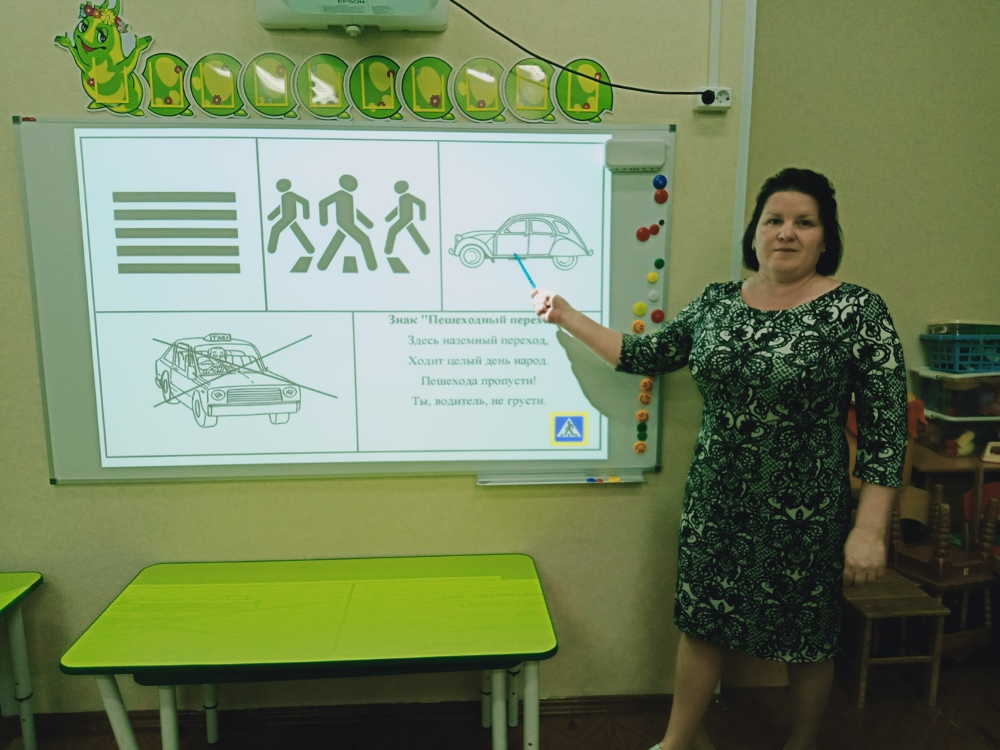 EPSON
Знак "Пешеходный перех
Здесь наземный переход,
Ходит целый день народ.
Пешехода пропусти!
Ты, водитель, не грусти.
TAXI